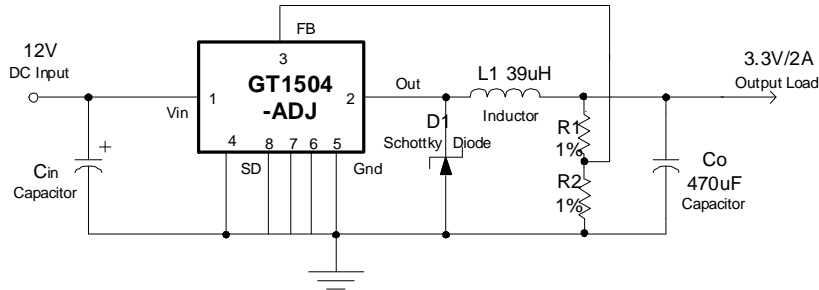 FB
12V
DC Input
3
GT1504
-ADJ
Vin
1
2
Out
L1 39uH
Inductor
3.3V/2A
Output Load
Cin
Capacitor
+
4
8
7
6
5
SD
Gnd
D1
Schottky Diode
R1
1%
R2
1%
Co
470uF
Capacitor